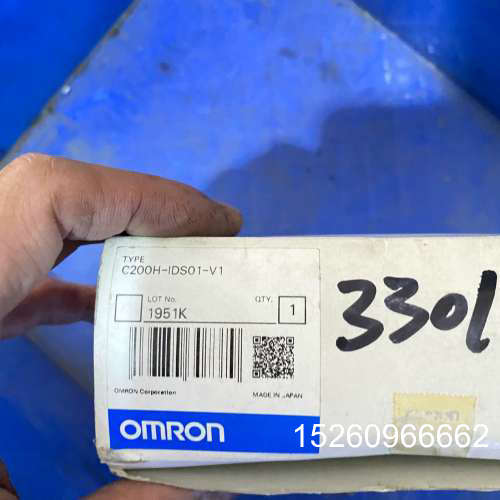 TYPE
C200H-IDS01-V1
LOT No. QTY.
1951K 1
OMRON Corporation MADE IN JAPAN
OMRON
3301
15260966662